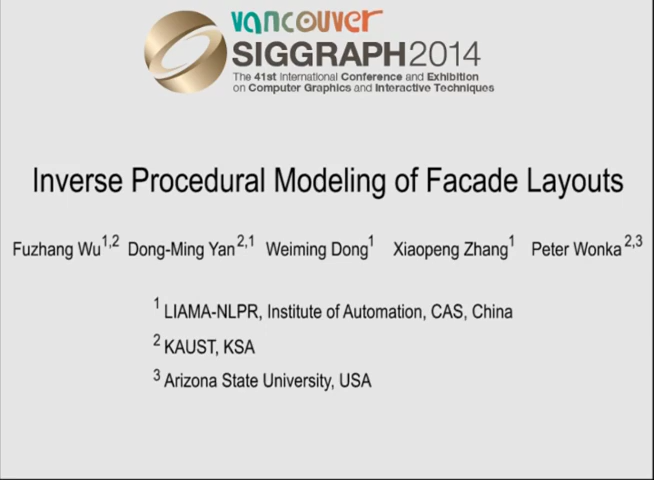 vancouver
SIGGRAPH2014
The 41st International Conference and Exhibition
on Computer Graphics and Interactive Techniques
Inverse Procedural Modeling of Facade Layouts
Fuzhang Wu1,2 Dong-Ming Yan2,1 Weiming Dong1 Xiaopeng Zhang1 Peter Wonka2,3
1 LIAMA-NLPR, Institute of Automation, CAS, China
2 KAUST, KSA
3 Arizona State University, USA